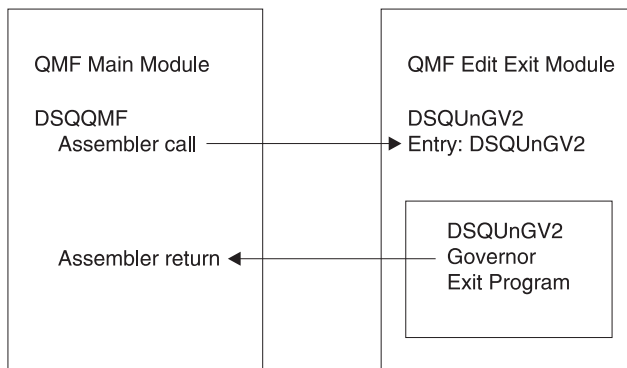 QMF Main Module
DSQQMF
Assembler call
Assembler return
QMF Edit Exit Module
DSQUnGV2
Entry: DSQUnGV2
DSQUnGV2
Governor
Exit Program